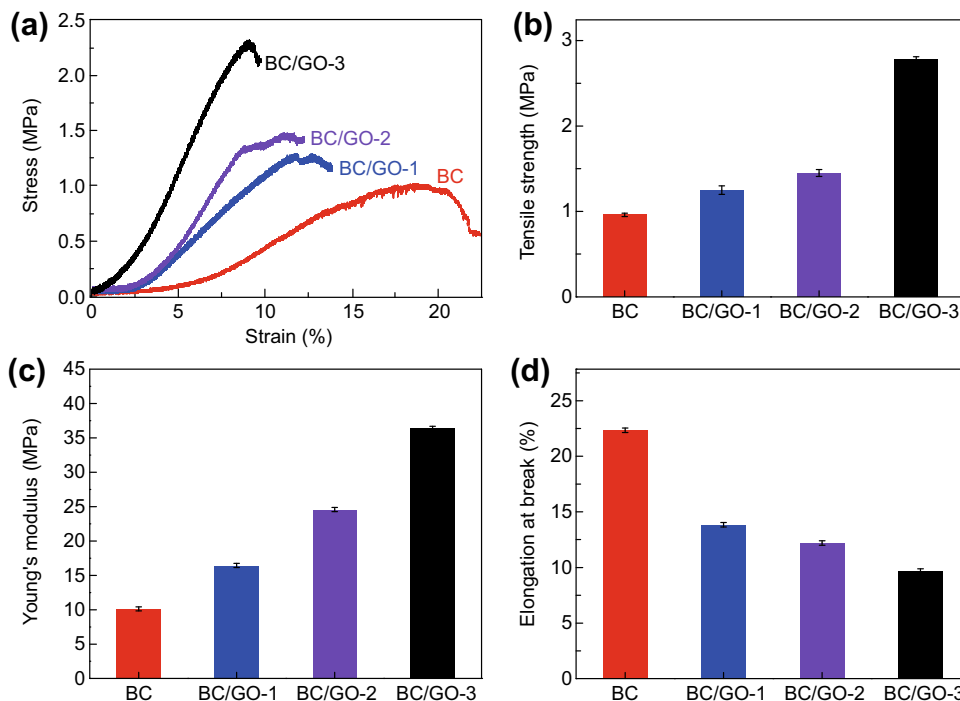 (a)
Stress (MPa)
2.5
2.0
1.5
1.0
0.5
0.0
BC/GO-3
BC/GO-2
BC/GO-1
BC
0 5 10 15 20
Strain (%)
(b)
Tensile strength (MPa)
3
2
1
0
BC BC/GO-1 BC/GO-2 BC/GO-3
(c)
Young's modulus (MPa)
45
40
35
30
25
20
15
10
5
0
BC BC/GO-1 BC/GO-2 BC/GO-3
(d)
Elongation at break (%)
25
20
15
10
5
0
BC BC/GO-1 BC/GO-2 BC/GO-3